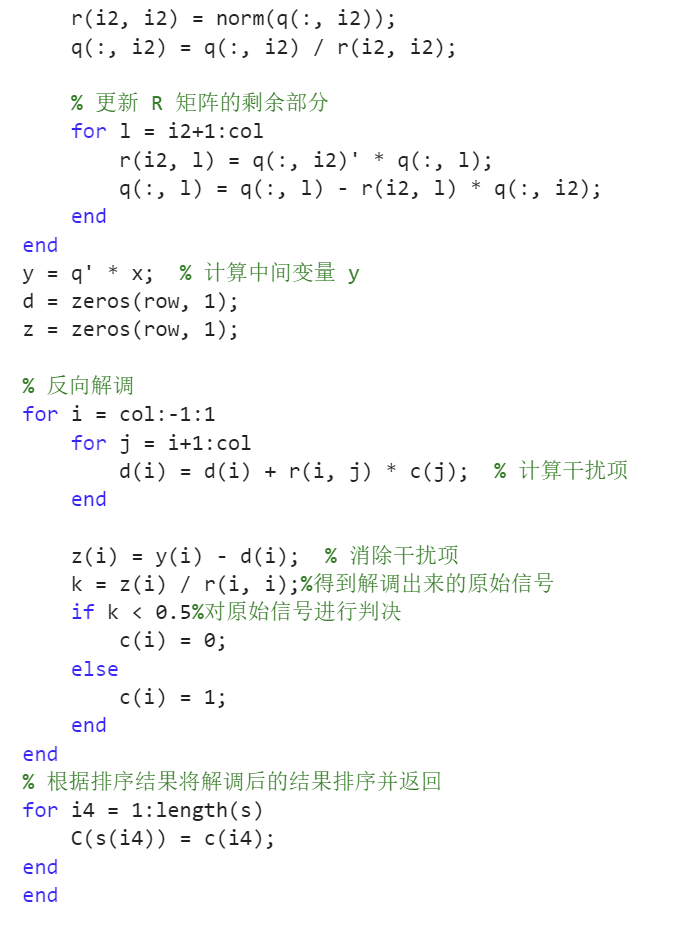 r(i2, i2) = norm(q(:, i2));
q(:, i2) = q(:, i2) / r(i2, i2);
% 更新 R 矩阵的剩余部分
for l = i2+1:col
r(i2, l) = q(:, i2)' * q(:, l);
q(:, l) = q(:, l) - r(i2, l) * q(:, i2);
end
end
y = q' * x;  % 计算中间变量 y
d = zeros(row, 1);
z = zeros(row, 1);
% 反向解调
for i = col:-1:1
for j = i+1:col
d(i) = d(i) + r(i, j) * c(j);  % 计算干扰项
end
z(i) = y(i) - d(i);  % 消除干扰项
k = z(i) / r(i, i);%得到解调出来的原始信号
if k < 0.5%对原始信号进行判决
c(i) = 0;
else
c(i) = 1;
end
end
% 根据排序结果将解调后的结果排序并返回
for i4 = 1:length(s)
C(s(i4)) = c(i4);
end
end